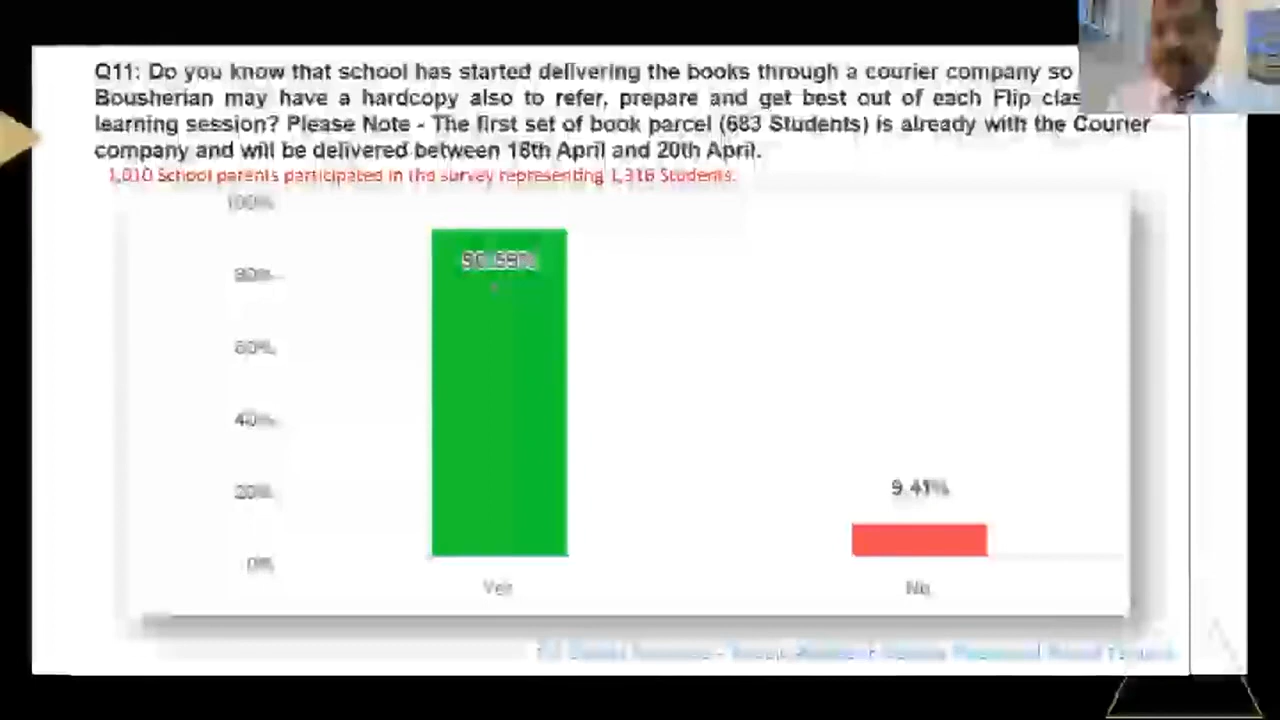 Q11: Do you know that school has started delivering the books through a courier company so
Bousherian may have a hardcopy also to refer, prepare and get best out of each Flip clas
learning session? Please Note - The first set of book parcel (683 Students) is already with the Courier
company and will be delivered between 18th April and 20th April.
1,010 School parents participated in the survey representing 1,316 Students.
100%
80%
60%
40%
20%
0%
90.59%
9.41%
Yes
No